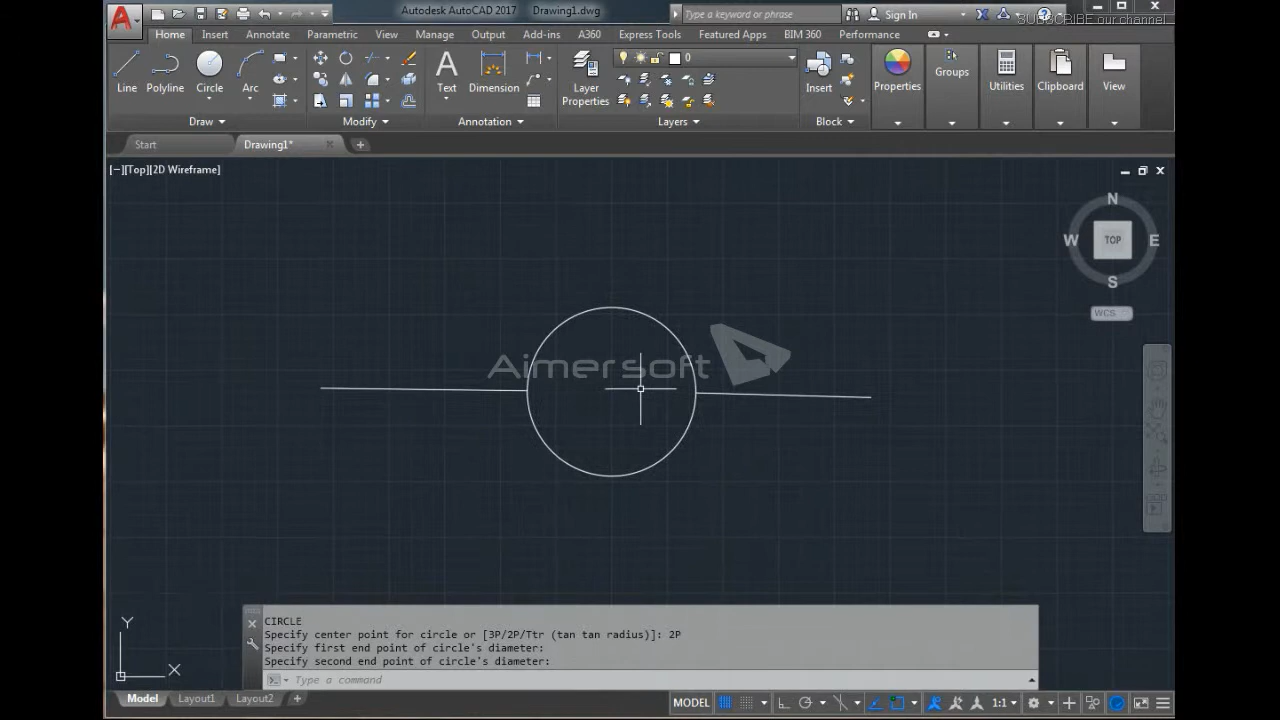 Autodesk AutoCAD 2017 Drawing1.dwg
Type a keyword or phrase
Sign In
SUBSCRIBE our channel
Home Insert Annotate Parametric View Manage Output Add-ins A360 Express Tools Featured Apps BIM 360 Performance
Line Polyline Circle Arc
Text Dimension
Layer
Properties
0
Insert
Properties Groups Utilities Clipboard View
Draw Modify Annotation Layers Block
Start Drawing1*
[−][Top][2D Wireframe]
N
W TOP E
S
WCS
Aimersoft
Y
X
CIRCLE
Specify center point for circle or [3P/2P/Ttr (tan tan radius)]: 2P
Specify first end point of circle's diameter:
Specify second end point of circle's diameter:
Type a command
Model Layout1 Layout2 +
MODEL 1:1